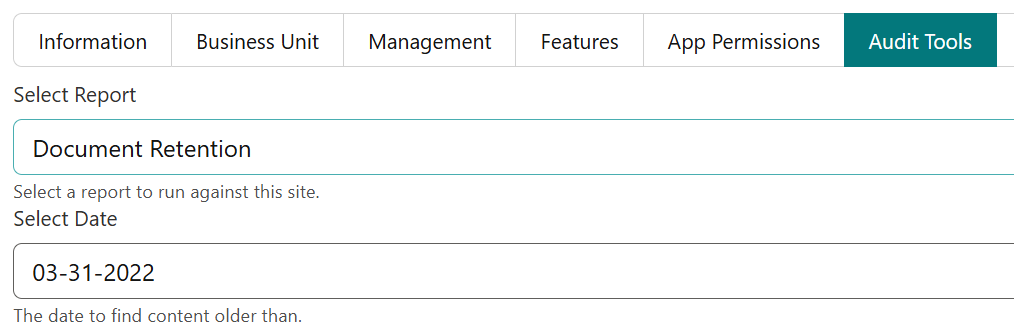 Information Business Unit Management Features App Permissions Audit Tools
Select Report
Document Retention
Select a report to run against this site.
Select Date
03-31-2022
The date to find content older than.